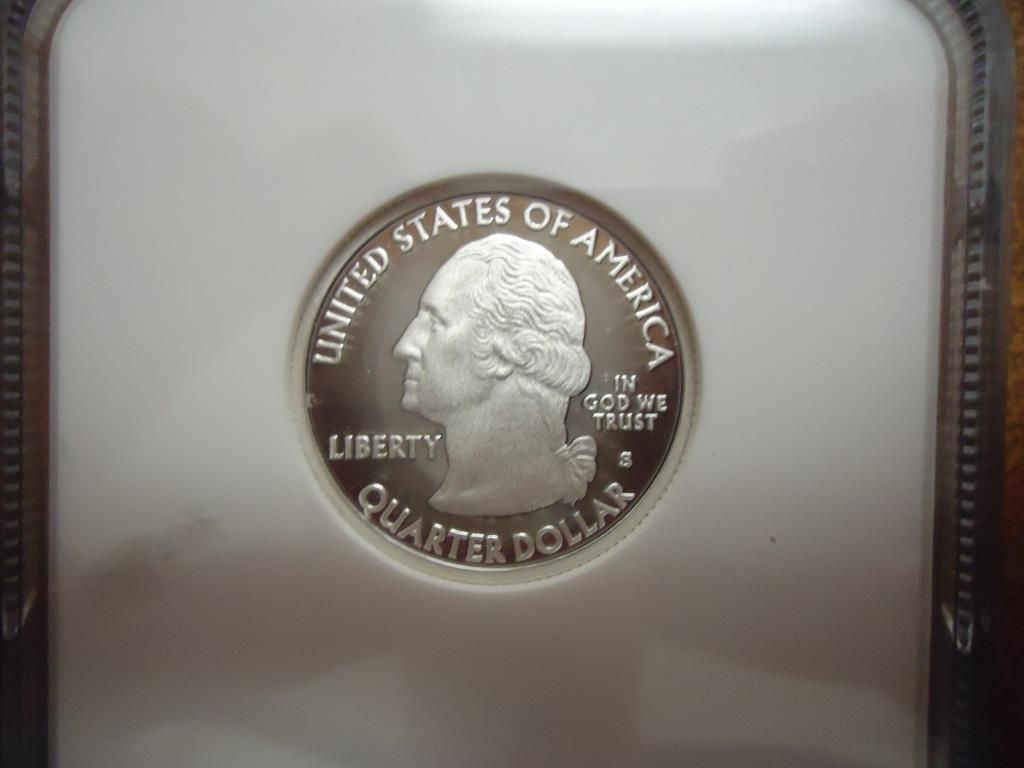 UNITED STATES OF AMERICA
IN
GOD WE
TRUST
LIBERTY
S
QUARTER DOLLAR